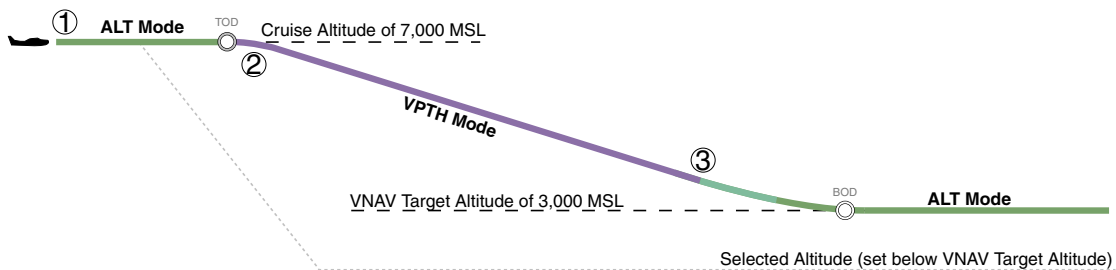 ① ALT Mode
TOD
Cruise Altitude of 7,000 MSL
②
VPTH Mode
③
VNAV Target Altitude of 3,000 MSL
BOD
ALT Mode
Selected Altitude (set below VNAV Target Altitude)